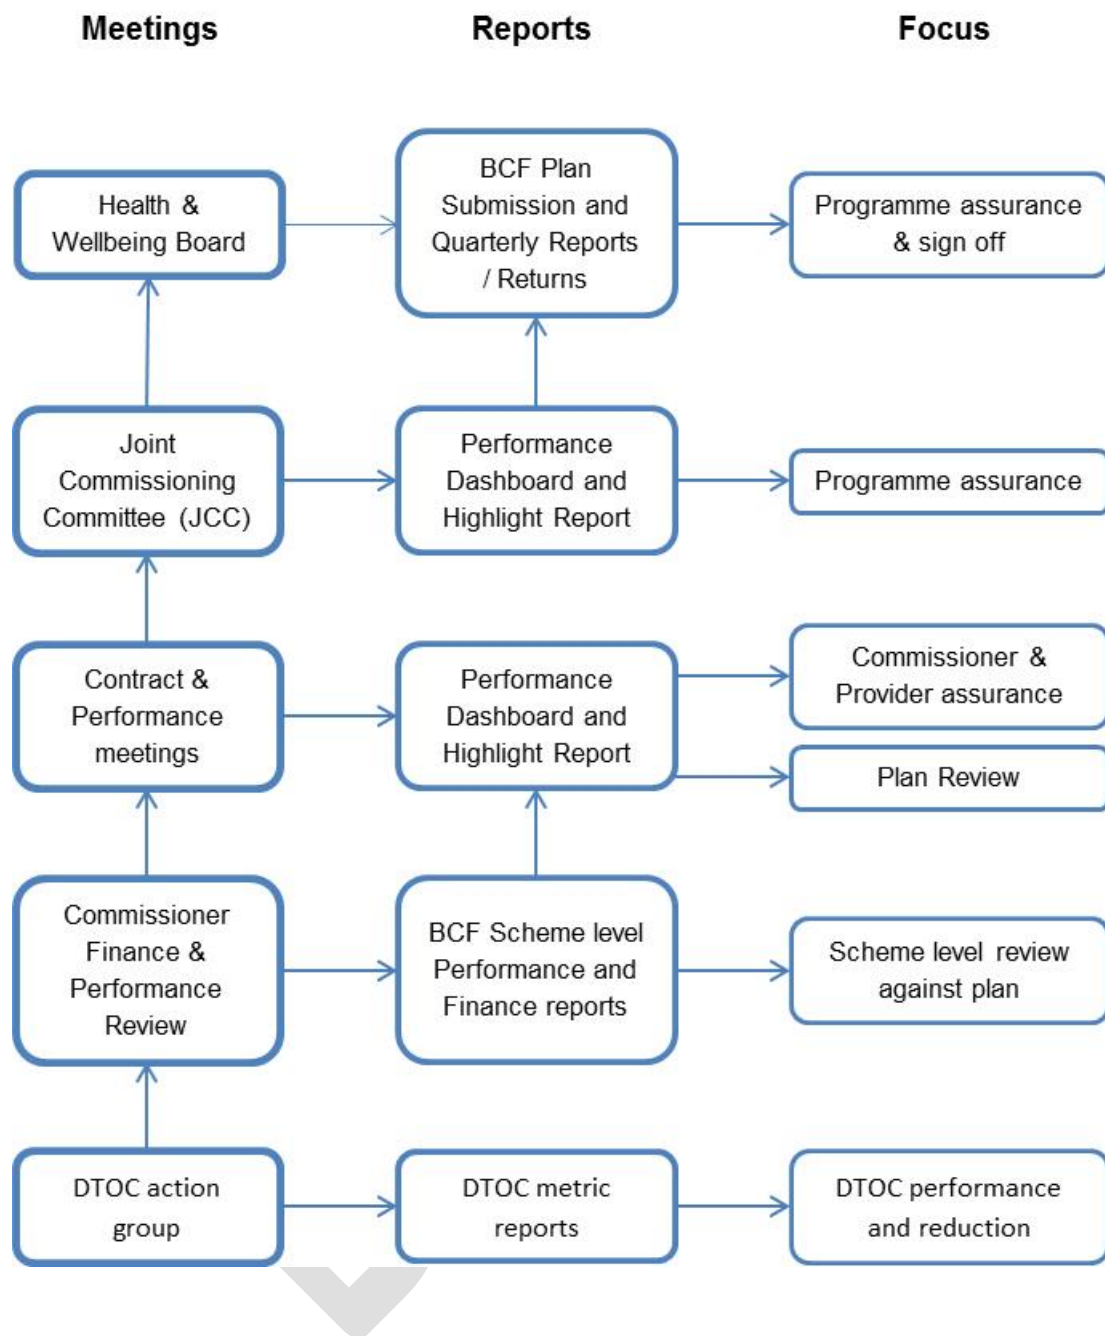 Meetings
Reports
Focus
Health &
Wellbeing Board
BCF Plan
Submission and
Quarterly Reports
/ Returns
Programme assurance
& sign off
Joint
Commissioning
Committee (JCC)
Performance
Dashboard and
Highlight Report
Programme assurance
Contract &
Performance
meetings
Performance
Dashboard and
Highlight Report
Commissioner &
Provider assurance
Plan Review
Commissioner
Finance &
Performance
Review
BCF Scheme level
Performance and
Finance reports
Scheme level review
against plan
DTOC action
group
DTOC metric
reports
DTOC performance
and reduction